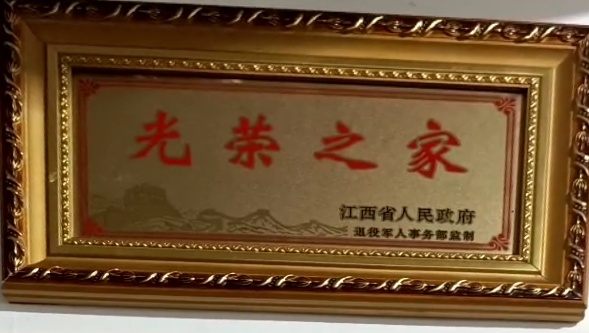 光荣之家
江西省人民政府
退役军人事务部监制